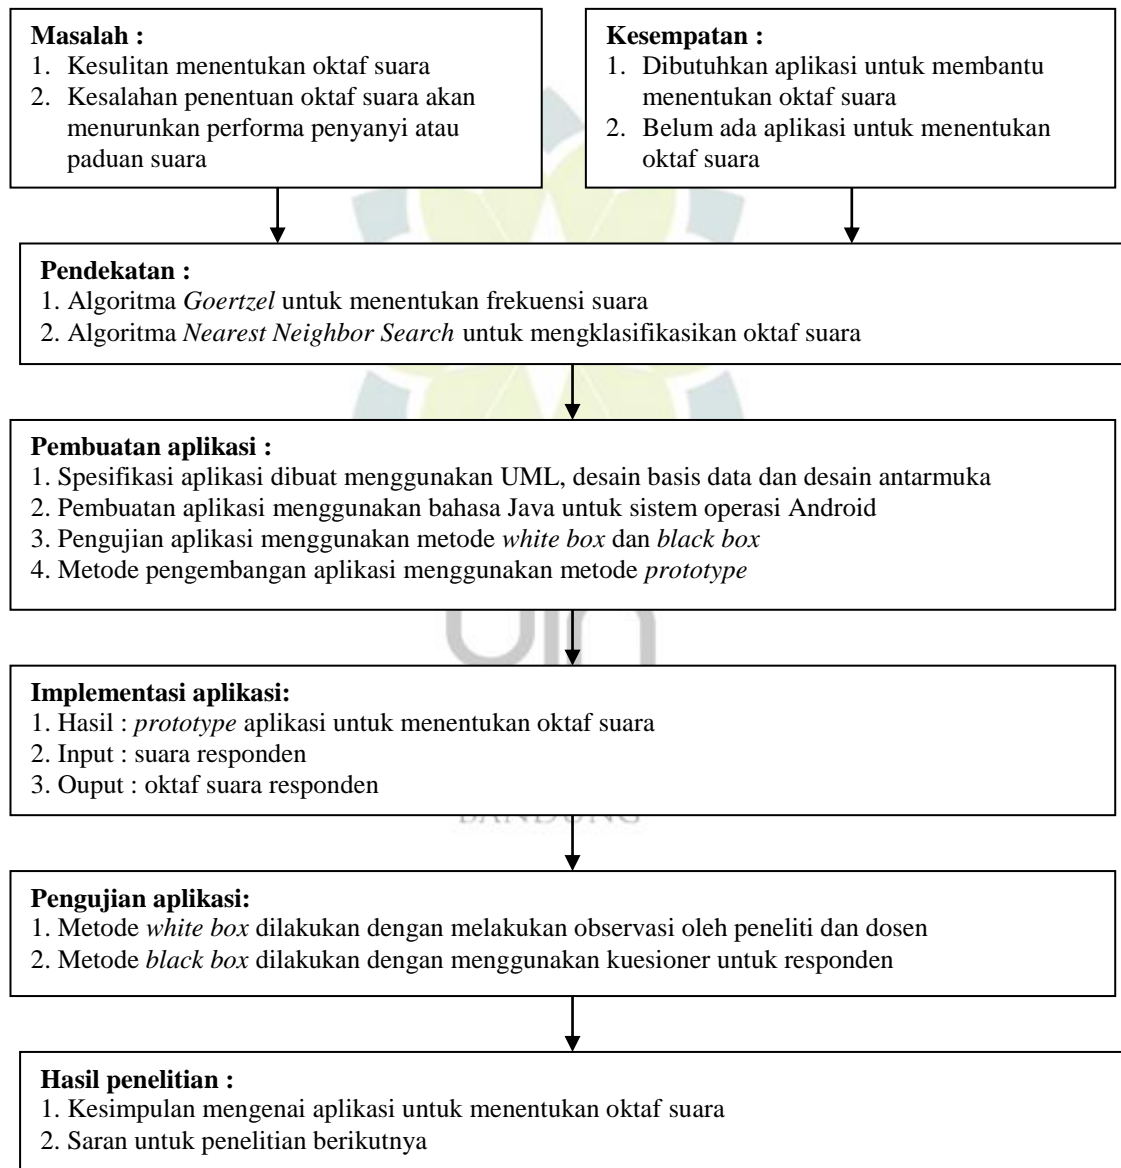 Masalah :
1. Kesulitan menentukan oktaf suara
2. Kesalahan penentuan oktaf suara akan
menurunkan performa penyanyi atau
paduan suara
Kesempatan :
1. Dibutuhkan aplikasi untuk membantu
menentukan oktaf suara
2. Belum ada aplikasi untuk menentukan
oktaf suara
Pendekatan :
1. Algoritma Goertzel untuk menentukan frekuensi suara
2. Algoritma Nearest Neighbor Search untuk mengklasifikasikan oktaf suara
Pembuatan aplikasi :
1. Spesifikasi aplikasi dibuat menggunakan UML, desain basis data dan desain antarmuka
2. Pembuatan aplikasi menggunakan bahasa Java untuk sistem operasi Android
3. Pengujian aplikasi menggunakan metode white box dan black box
4. Metode pengembangan aplikasi menggunakan metode prototype
uin
Implementasi aplikasi:
1. Hasil : prototype aplikasi untuk menentukan oktaf suara
2. Input : suara responden
3. Ouput : oktaf suara responden
BANDUNG
Pengujian aplikasi:
1. Metode white box dilakukan dengan melakukan observasi oleh peneliti dan dosen
2. Metode black box dilakukan dengan menggunakan kuesioner untuk responden
Hasil penelitian :
1. Kesimpulan mengenai aplikasi untuk menentukan oktaf suara
2. Saran untuk penelitian berikutnya